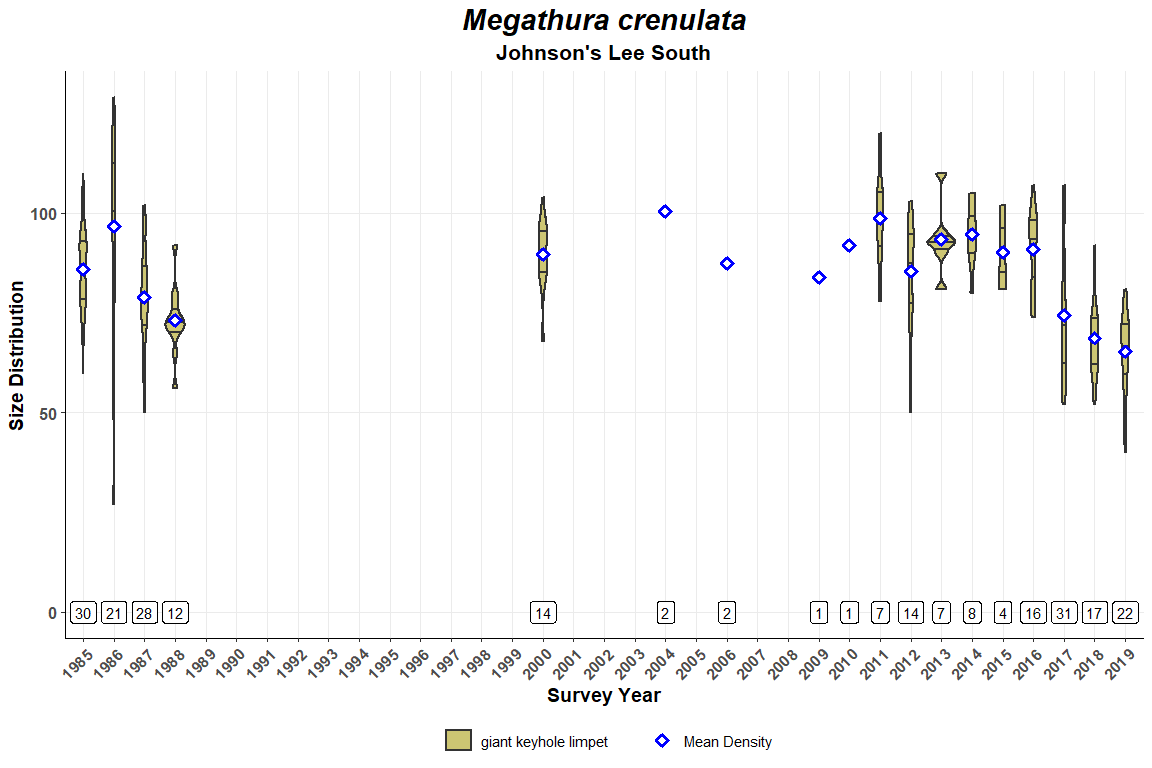 Megathura crenulata
Johnson's Lee South
Size Distribution
100
50
0
30 21 28 12 14 2 2 1 1 7 14 7 8 4 16 31 17 22
1985 1986 1987 1988 1989 1990 1991 1992 1993 1994 1995 1996 1997 1998 1999 2000 2001 2002 2003 2004 2005 2006 2007 2008 2009 2010 2011 2012 2013 2014 2015 2016 2017 2018 2019
Survey Year
giant keyhole limpet Mean Density